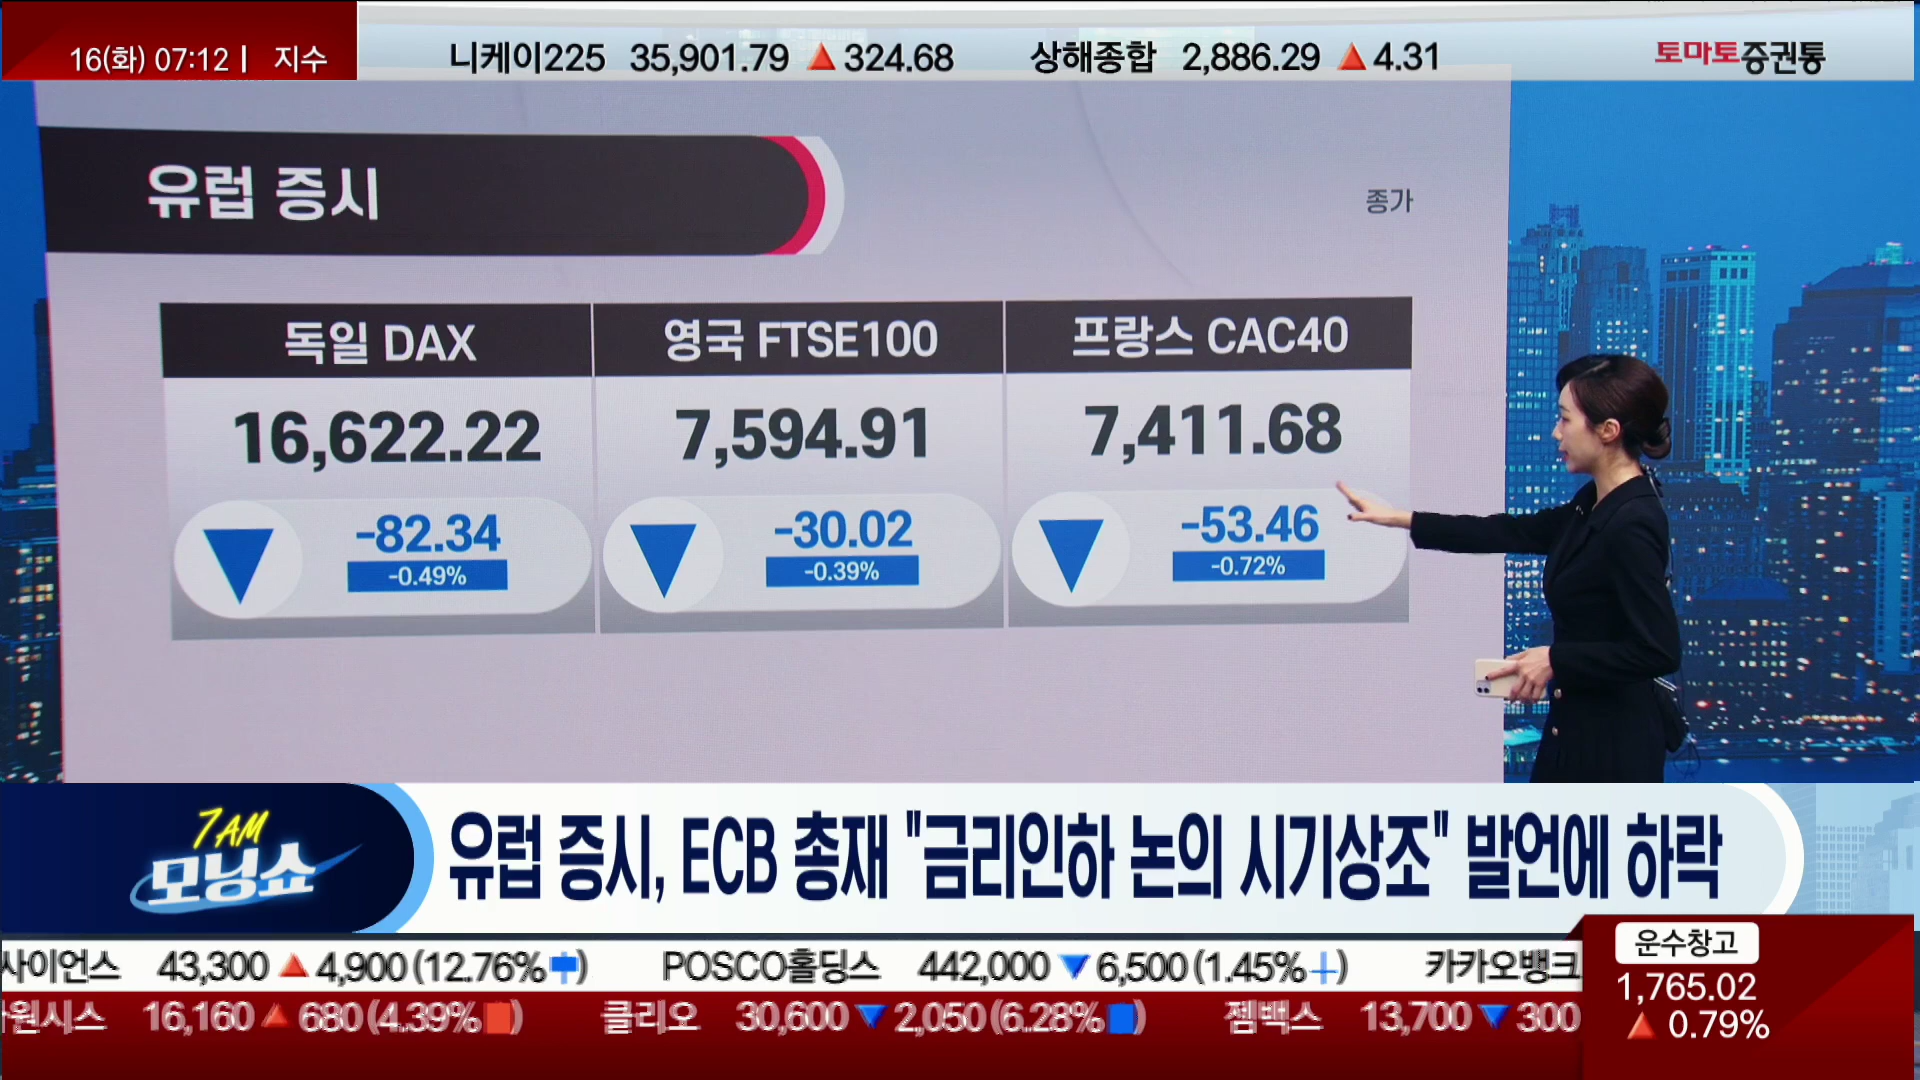 16(화) 07:12 | 지수
니케이225 35,901.79 ▲ 324.68 상해종합 2,886.29 ▲ 4.31
토마토증권통
유럽 증시
종가
독일 DAX 영국 FTSE100 프랑스 CAC40
16,622.22 7,594.91 7,411.68
▼ -82.34 ▼ -30.02 ▼ -53.46
-0.49% -0.39% -0.72%
7AM
모닝쇼
유럽 증시, ECB 총재 "금리인하 논의 시기상조" 발언에 하락
사이언스 43,300 ▲ 4,900 (12.76% ) POSCO홀딩스 442,000 ▼ 6,500 (1.45% ) 카카오뱅크
원시스 16,160 ▲ 680 (4.39% ) 클리오 30,600 ▼ 2,050 (6.28% ) 젬백스 13,700 ▼ 300
운수창고
1,765.02
▲ 0.79%